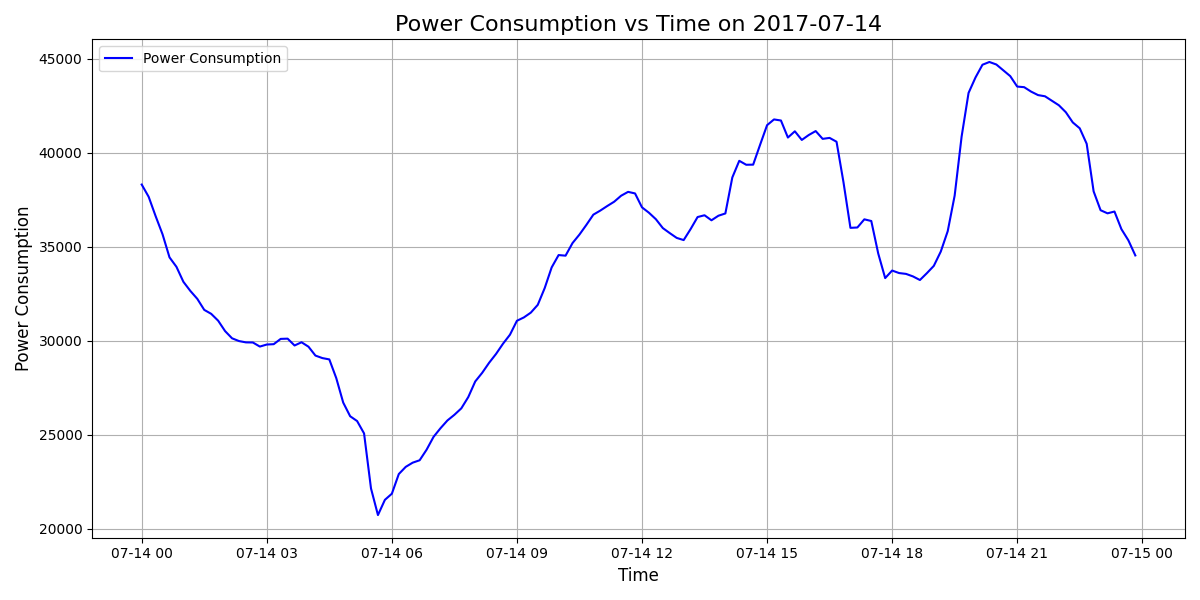 Power Consumption vs Time on 2017-07-14
Power Consumption
45000
40000
35000
30000
25000
20000
Power Consumption
07-14 00 07-14 03 07-14 06 07-14 09 07-14 12 07-14 15 07-14 18 07-14 21 07-15 00
Time